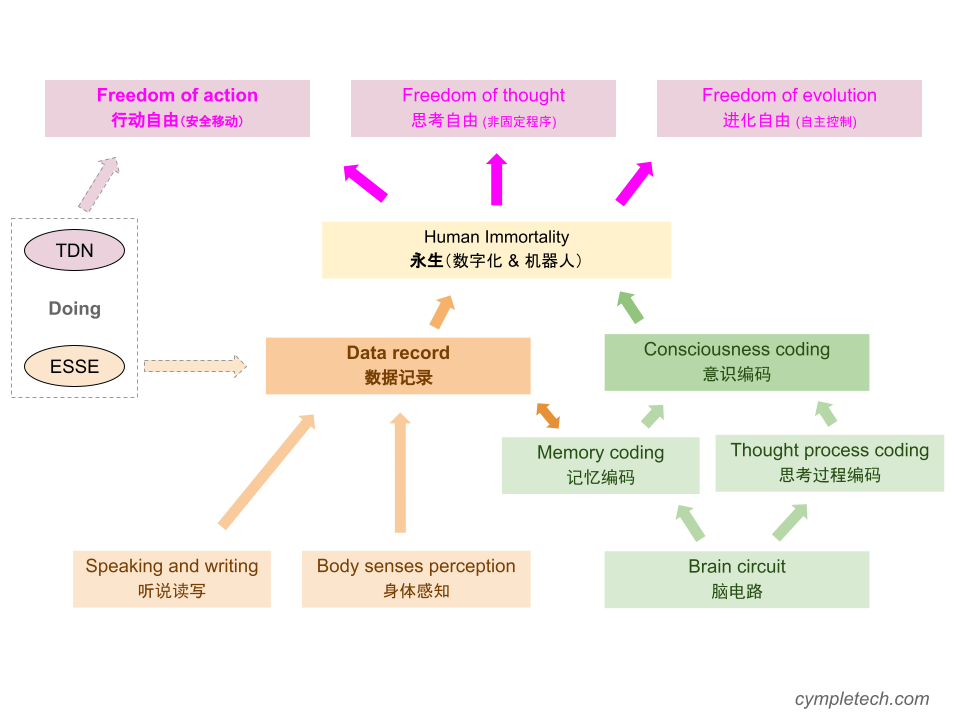 Freedom of action
行动自由(安全移动)
Freedom of thought
思考自由 (非固定程序)
Freedom of evolution
进化自由 (自主控制)
TDN
Doing
ESSE
Human Immortality
永生(数字化 & 机器人)
Data record
数据记录
Consciousness coding
意识编码
Memory coding
记忆编码
Thought process coding
思考过程编码
Speaking and writing
听说读写
Body senses perception
身体感知
Brain circuit
脑电路
cympletech.com